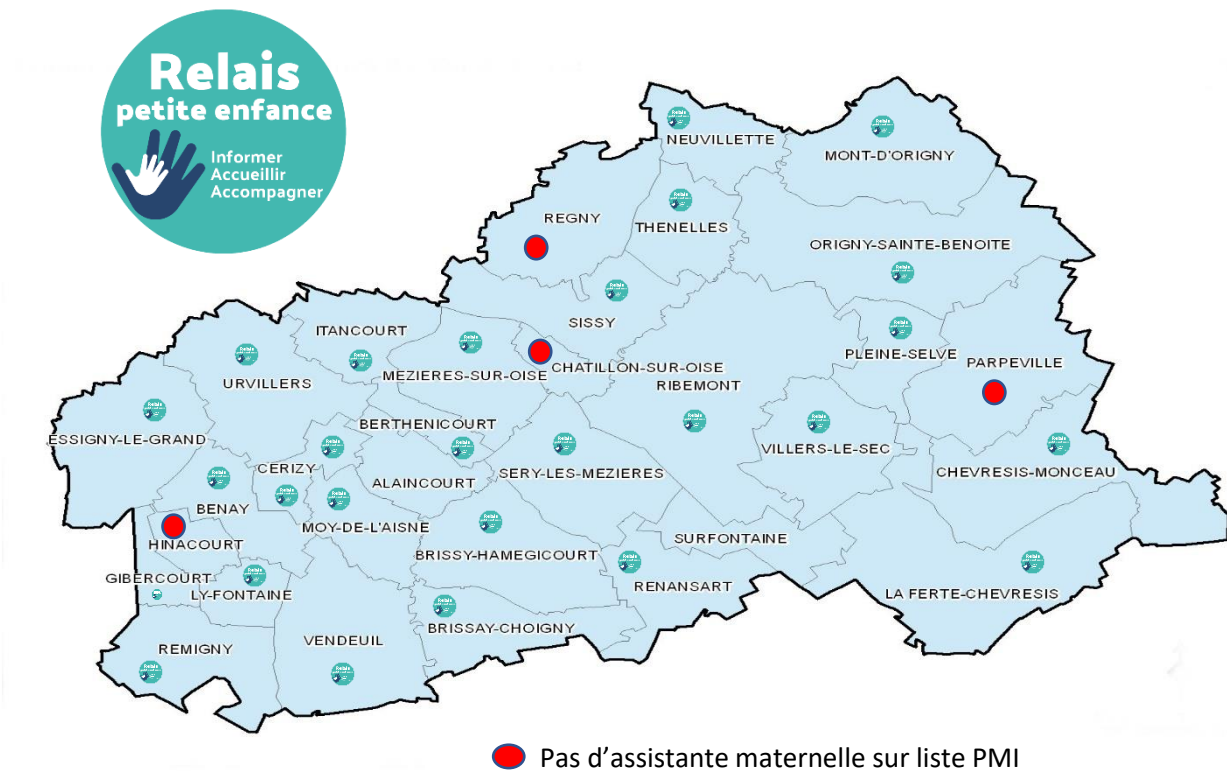 Relais
petite enfance
Informer
Accueillir
Accompagner
NEUVILLETTE
MONT-D'ORIGNY
REGNY
THENELLES
ORIGNY-SAINTE-BENOITE
ITANCOURT
SISSY
URVILLERS
MEZIERES-SUR-OISE
CHATILLON-SUR-OISE
RIBEMONT
PLEINE-SELVE
PARPEVILLE
ESSIGNY-LE-GRAND
BERTHENICOURT
VILLERS-LE-SEC
CERIZY
ALAINCOURT
SERY-LES-MEZIERES
CHEVRESIS-MONCEAU
BENAY
MOY-DE-L'AISNE
HINACOURT
BRISSY-HAMEGICOURT
SURFONTAINE
GIBERCOURT
LY-FONTAINE
RENANSART
LA FERTE-CHEVRESIS
REMIGNY
VENDEUIL
BRISSAY-CHOIGNY
Pas d'assistante maternelle sur liste PMI